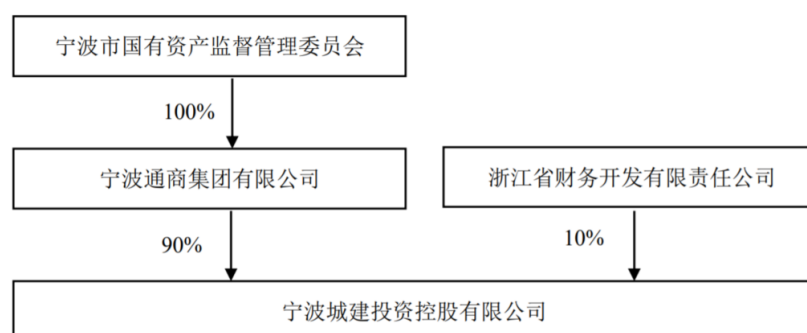 宁波市国有资产监督管理委员会
100%
宁波通商集团有限公司
浙江省财务开发有限责任公司
90%
10%
宁波城建投资控股有限公司